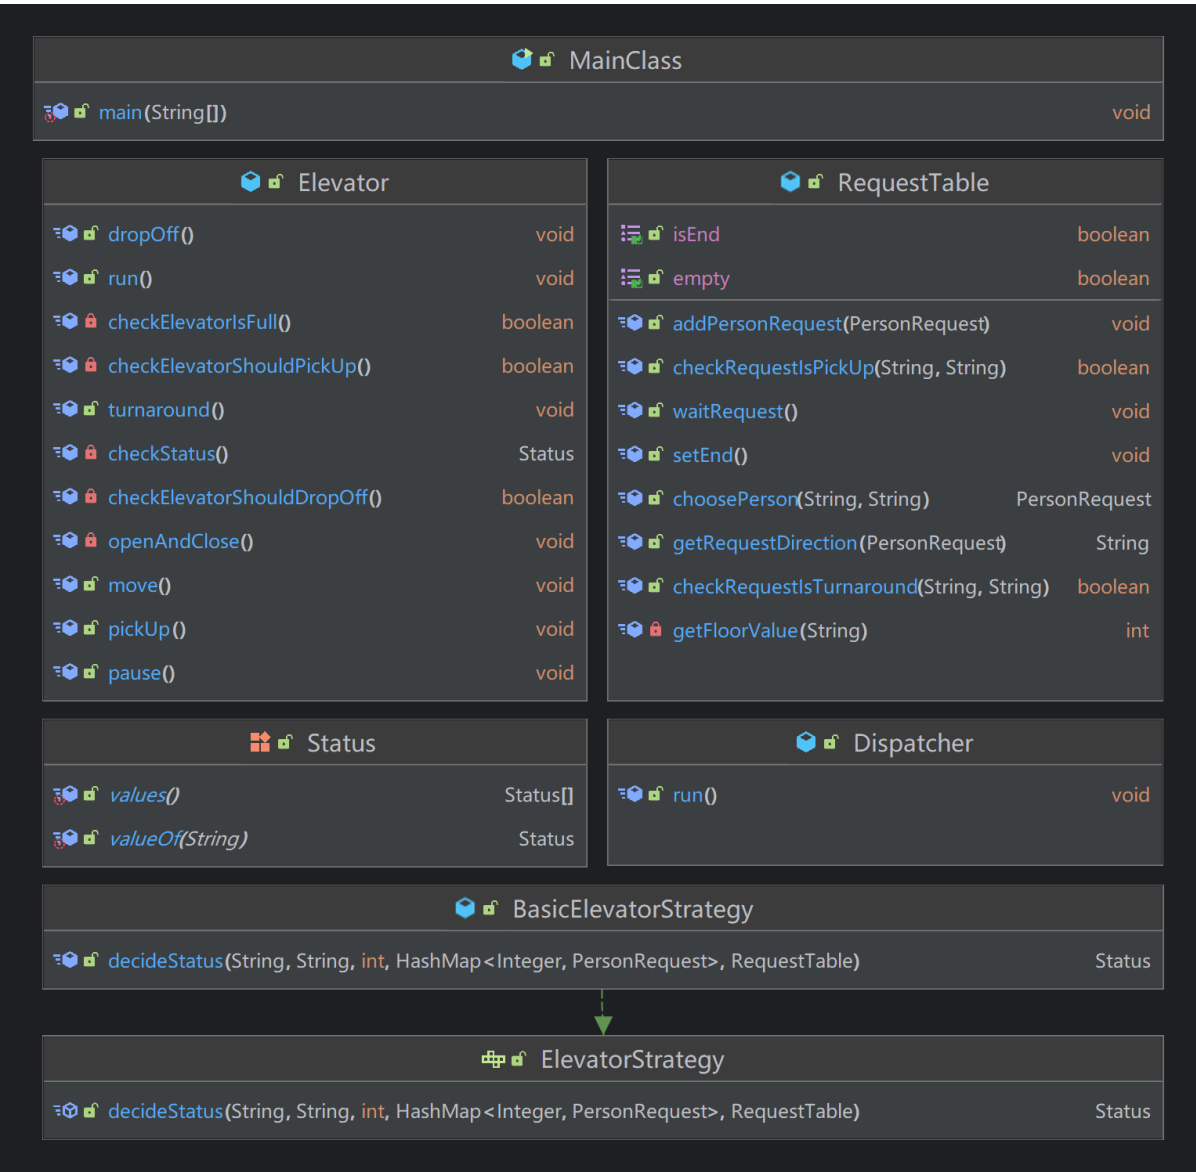 MainClass
main(String[]) void
Elevator
dropOff() void
run() void
checkElevatorIsFull() boolean
checkElevatorShouldPickUp() boolean
turnaround() void
checkStatus() Status
checkElevatorShouldDropOff() boolean
openAndClose() void
move() void
pickUp() void
pause() void
RequestTable
isEnd boolean
empty boolean
addPersonRequest(PersonRequest) void
checkRequestIsPickUp(String, String) boolean
waitRequest() void
setEnd() void
choosePerson(String, String) PersonRequest
getRequestDirection(PersonRequest) String
checkRequestIsTurnaround(String, String) boolean
getFloorValue(String) int
Status
values() Status[]
valueOf(String) Status
Dispatcher
run() void
BasicElevatorStrategy
decideStatus(String, String, int, HashMap<Integer, PersonRequest>, RequestTable) Status
ElevatorStrategy
decideStatus(String, String, int, HashMap<Integer, PersonRequest>, RequestTable) Status